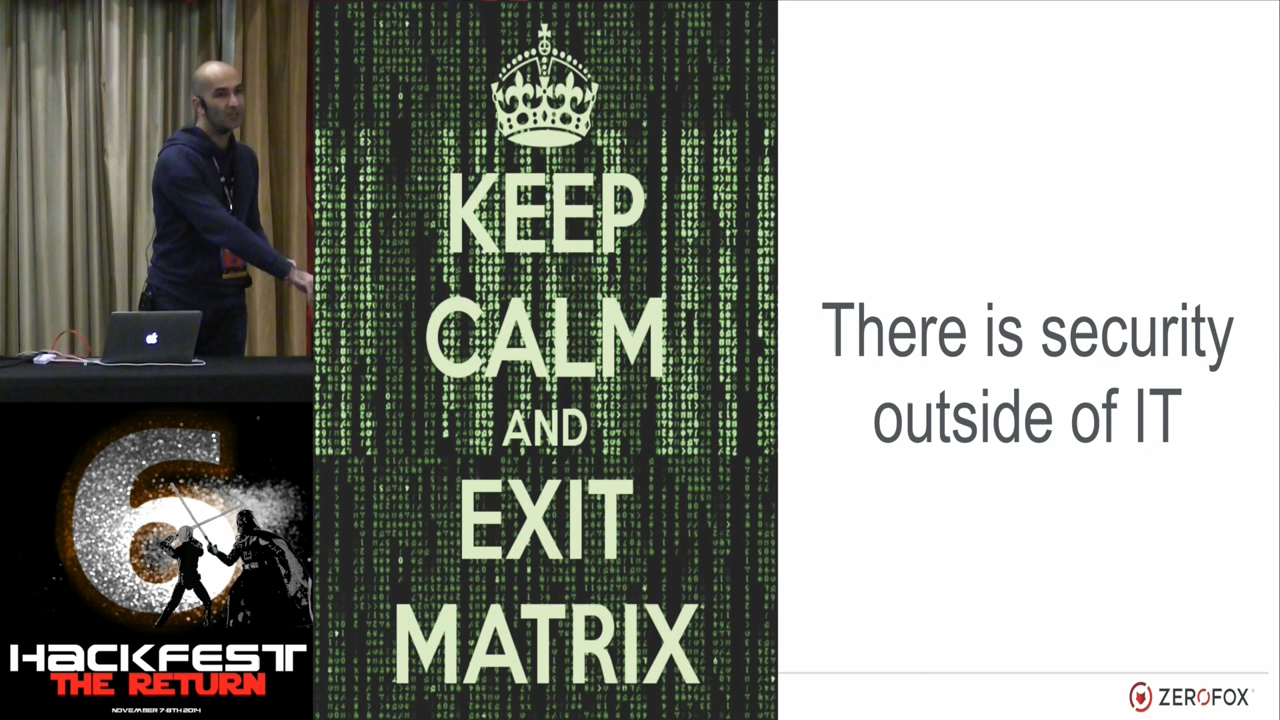 KEEP
CALM
AND
EXIT
MATRIX
There is security
outside of IT
ZEROFOX
6
HACKFEST
THE RETURN
NOVEMBER 7-8TH 2014